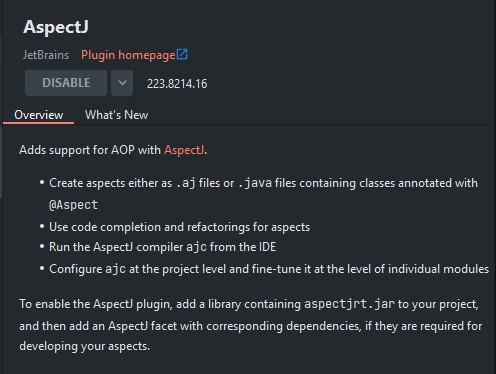 AspectJ
JetBrains Plugin homepage
DISABLE 223.8214.16
Overview What's New
Adds support for AOP with AspectJ.
• Create aspects either as .aj files or .java files containing classes annotated with
@Aspect
• Use code completion and refactorings for aspects
• Run the AspectJ compiler ajc from the IDE
• Configure ajc at the project level and fine-tune it at the level of individual modules
To enable the AspectJ plugin, add a library containing aspectjrt.jar to your project,
and then add an AspectJ facet with corresponding dependencies, if they are required for
developing your aspects.